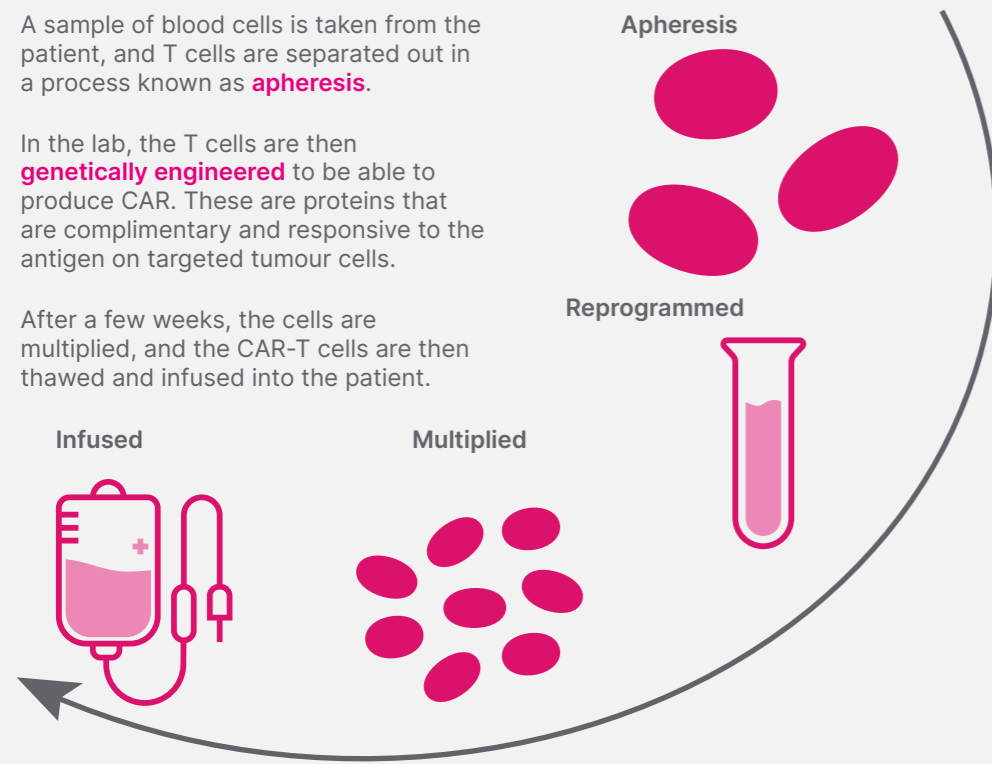 A sample of blood cells is taken from the
patient, and T cells are separated out in
a process known as apheresis.
In the lab, the T cells are then
genetically engineered to be able to
produce CAR. These are proteins that
are complimentary and responsive to the
antigen on targeted tumour cells.
After a few weeks, the cells are
multiplied, and the CAR-T cells are then
thawed and infused into the patient.
Apheresis
Reprogrammed
Multiplied
Infused